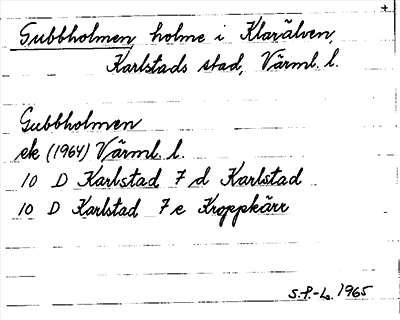 +
Gubbholmen, holme i Klarälven,
Karlstads stad, Värml. l.
Gubbholmen
ek (1964) Värml. l.
10 D Karlstad 7 d Karlstad
10 D Karlstad 7 e Kroppkärr
S.P.-L. 1965